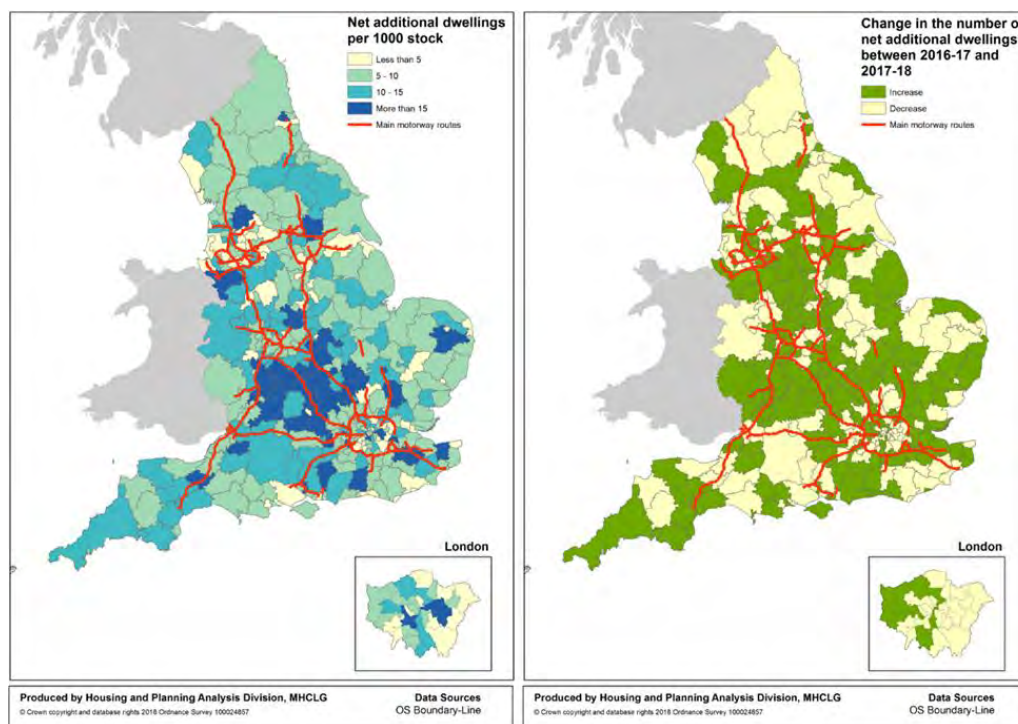 Net additional dwellings
per 1000 stock
Less than 5
5 - 10
10 - 15
More than 15
Main motorway routes
London
Produced by Housing and Planning Analysis Division, MHCLG
Data Sources
© Crown copyright and database rights 2018 Ordnance Survey 100024857
OS Boundary-Line
Change in the number o
net additional dwellings
between 2016-17 and
2017-18
Increase
Decrease
Main motorway routes
London
Produced by Housing and Planning Analysis Division, MHCLG
Data Sources
© Crown copyright and database rights 2018 Ordnance Survey 100024857
OS Boundary-Line